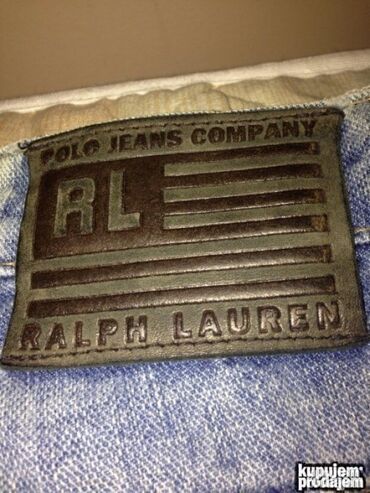 POLO JEANS COMPANY
RL
RALPH LAUREN
kupujem
prodajem